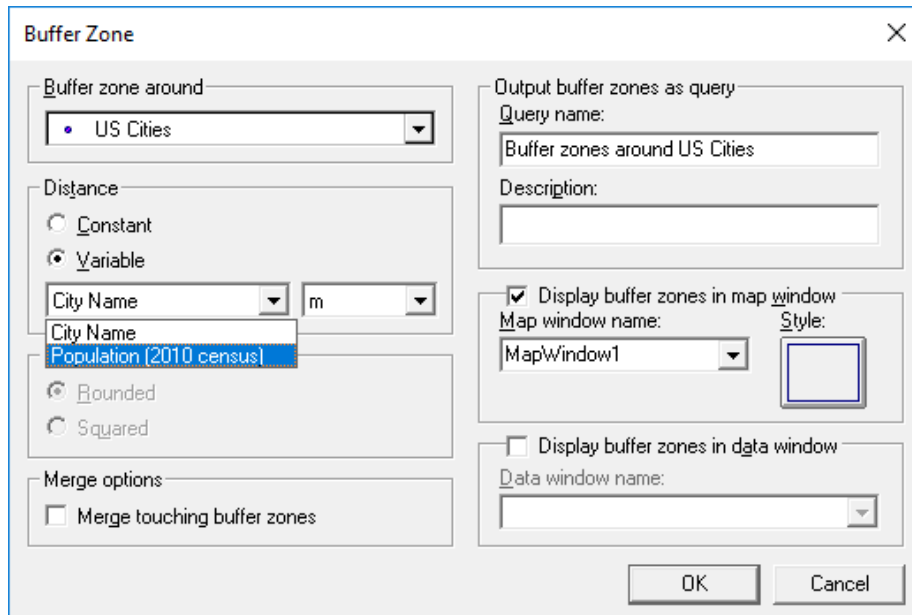 Buffer Zone
Buffer zone around
US Cities
Distance
Constant
Variable
City Name
m
City Name
Population (2010 census)
Rounded
Squared
Merge options
Merge touching buffer zones
Output buffer zones as query
Query name:
Buffer zones around US Cities
Description:
Display buffer zones in map window
Map window name:
Style:
MapWindow1
Display buffer zones in data window
Data window name:
OK
Cancel